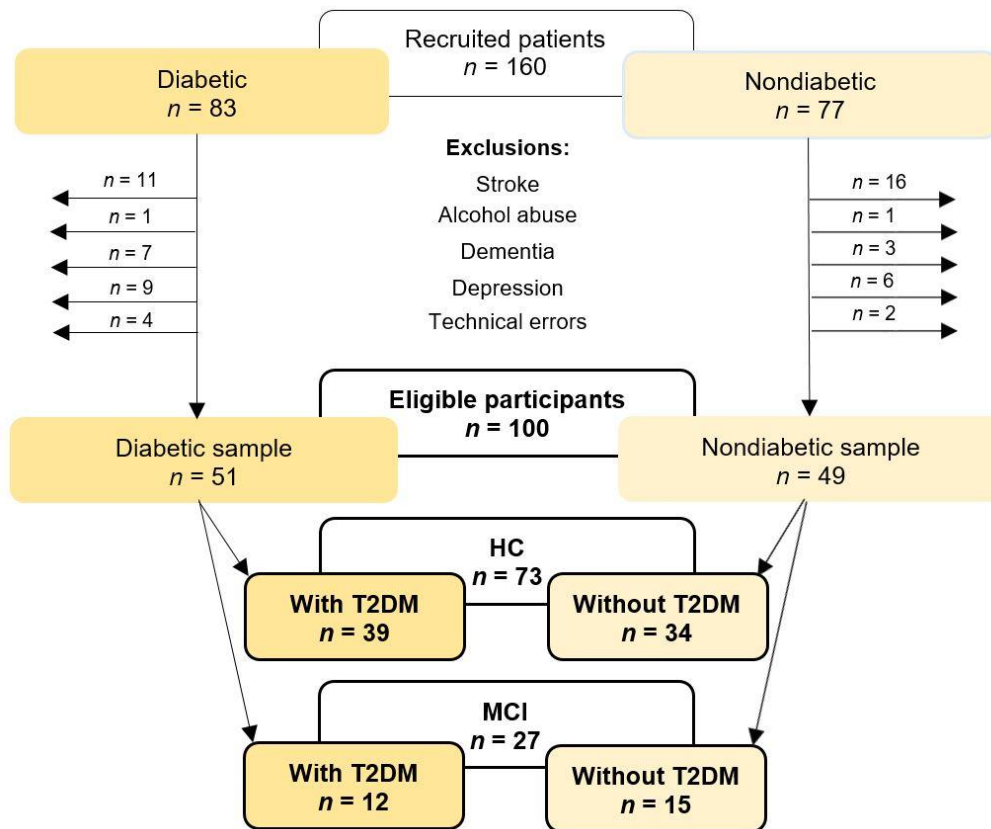 Recruited patients
n = 160
Diabetic
n = 83
Nondiabetic
n = 77
Exclusions:
n = 11
Stroke
n = 16
n = 1
Alcohol abuse
n = 1
n = 7
Dementia
n = 3
n = 9
Depression
n = 6
n = 4
Technical errors
n = 2
Eligible participants
n = 100
Diabetic sample
n = 51
Nondiabetic sample
n = 49
HC
n = 73
With T2DM
n = 39
Without T2DM
n = 34
MCI
n = 27
With T2DM
n = 12
Without T2DM
n = 15